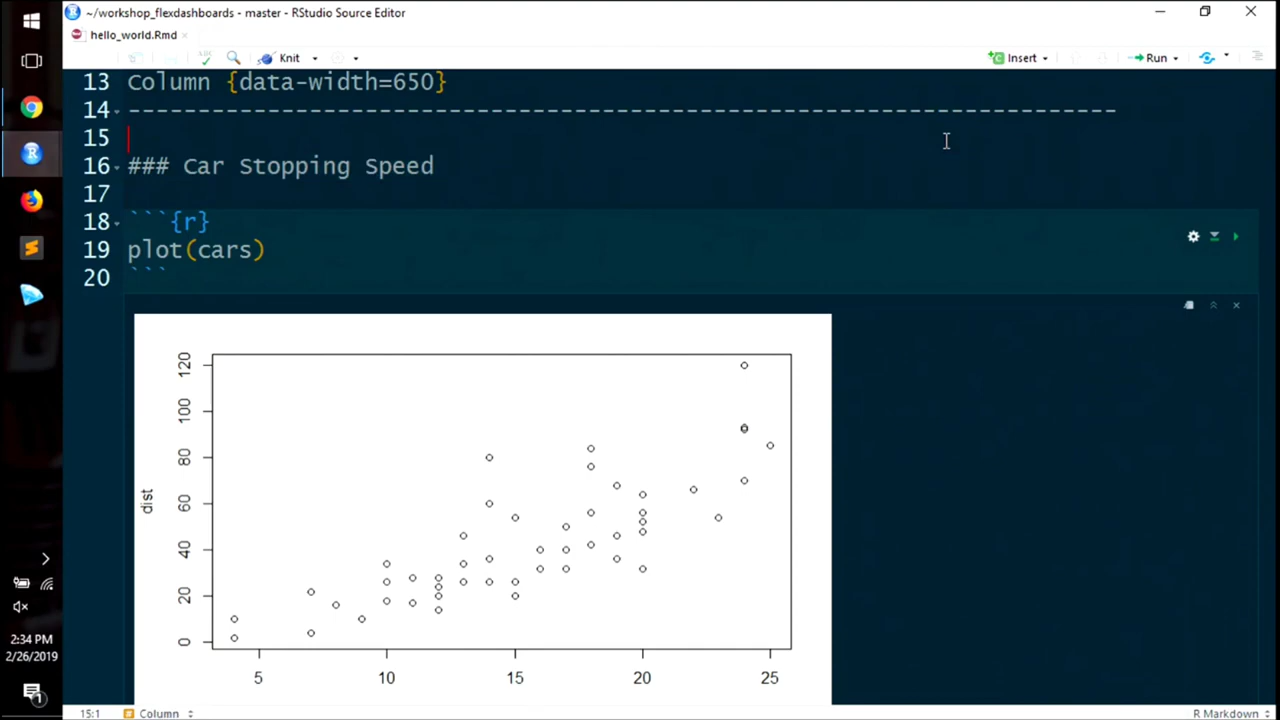 ~/workshop_flexdashboards - master - RStudio Source Editor
hello_world.Rmd
ABC Knit Insert Run
13 Column {data-width=650}
14 -----------------------------------------------------------------------------
15
16 ### Car Stopping Speed
17
18 ```{r}
19 plot(cars)
20 ```
120
100
80
60
40
20
0
dist
5 10 15 20 25
2:34 PM
2/26/2019
1
15:1 # Column R Markdown